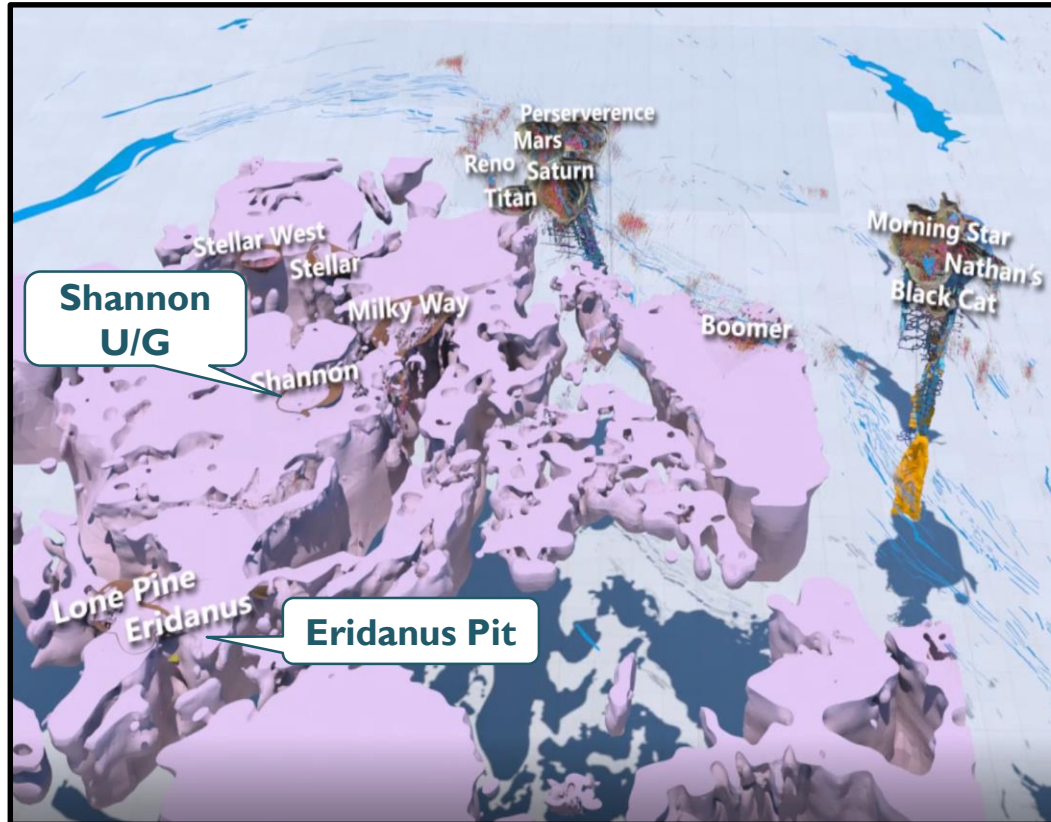 Perserverence
Mars
Reno
Saturn
Titan
Morning Star
Nathan's
Black Cat
Stellar West
Stellar
Milky Way
Boomer
Shannon
U/G
Shannon
Lone Pine
Eridanus
Eridanus Pit